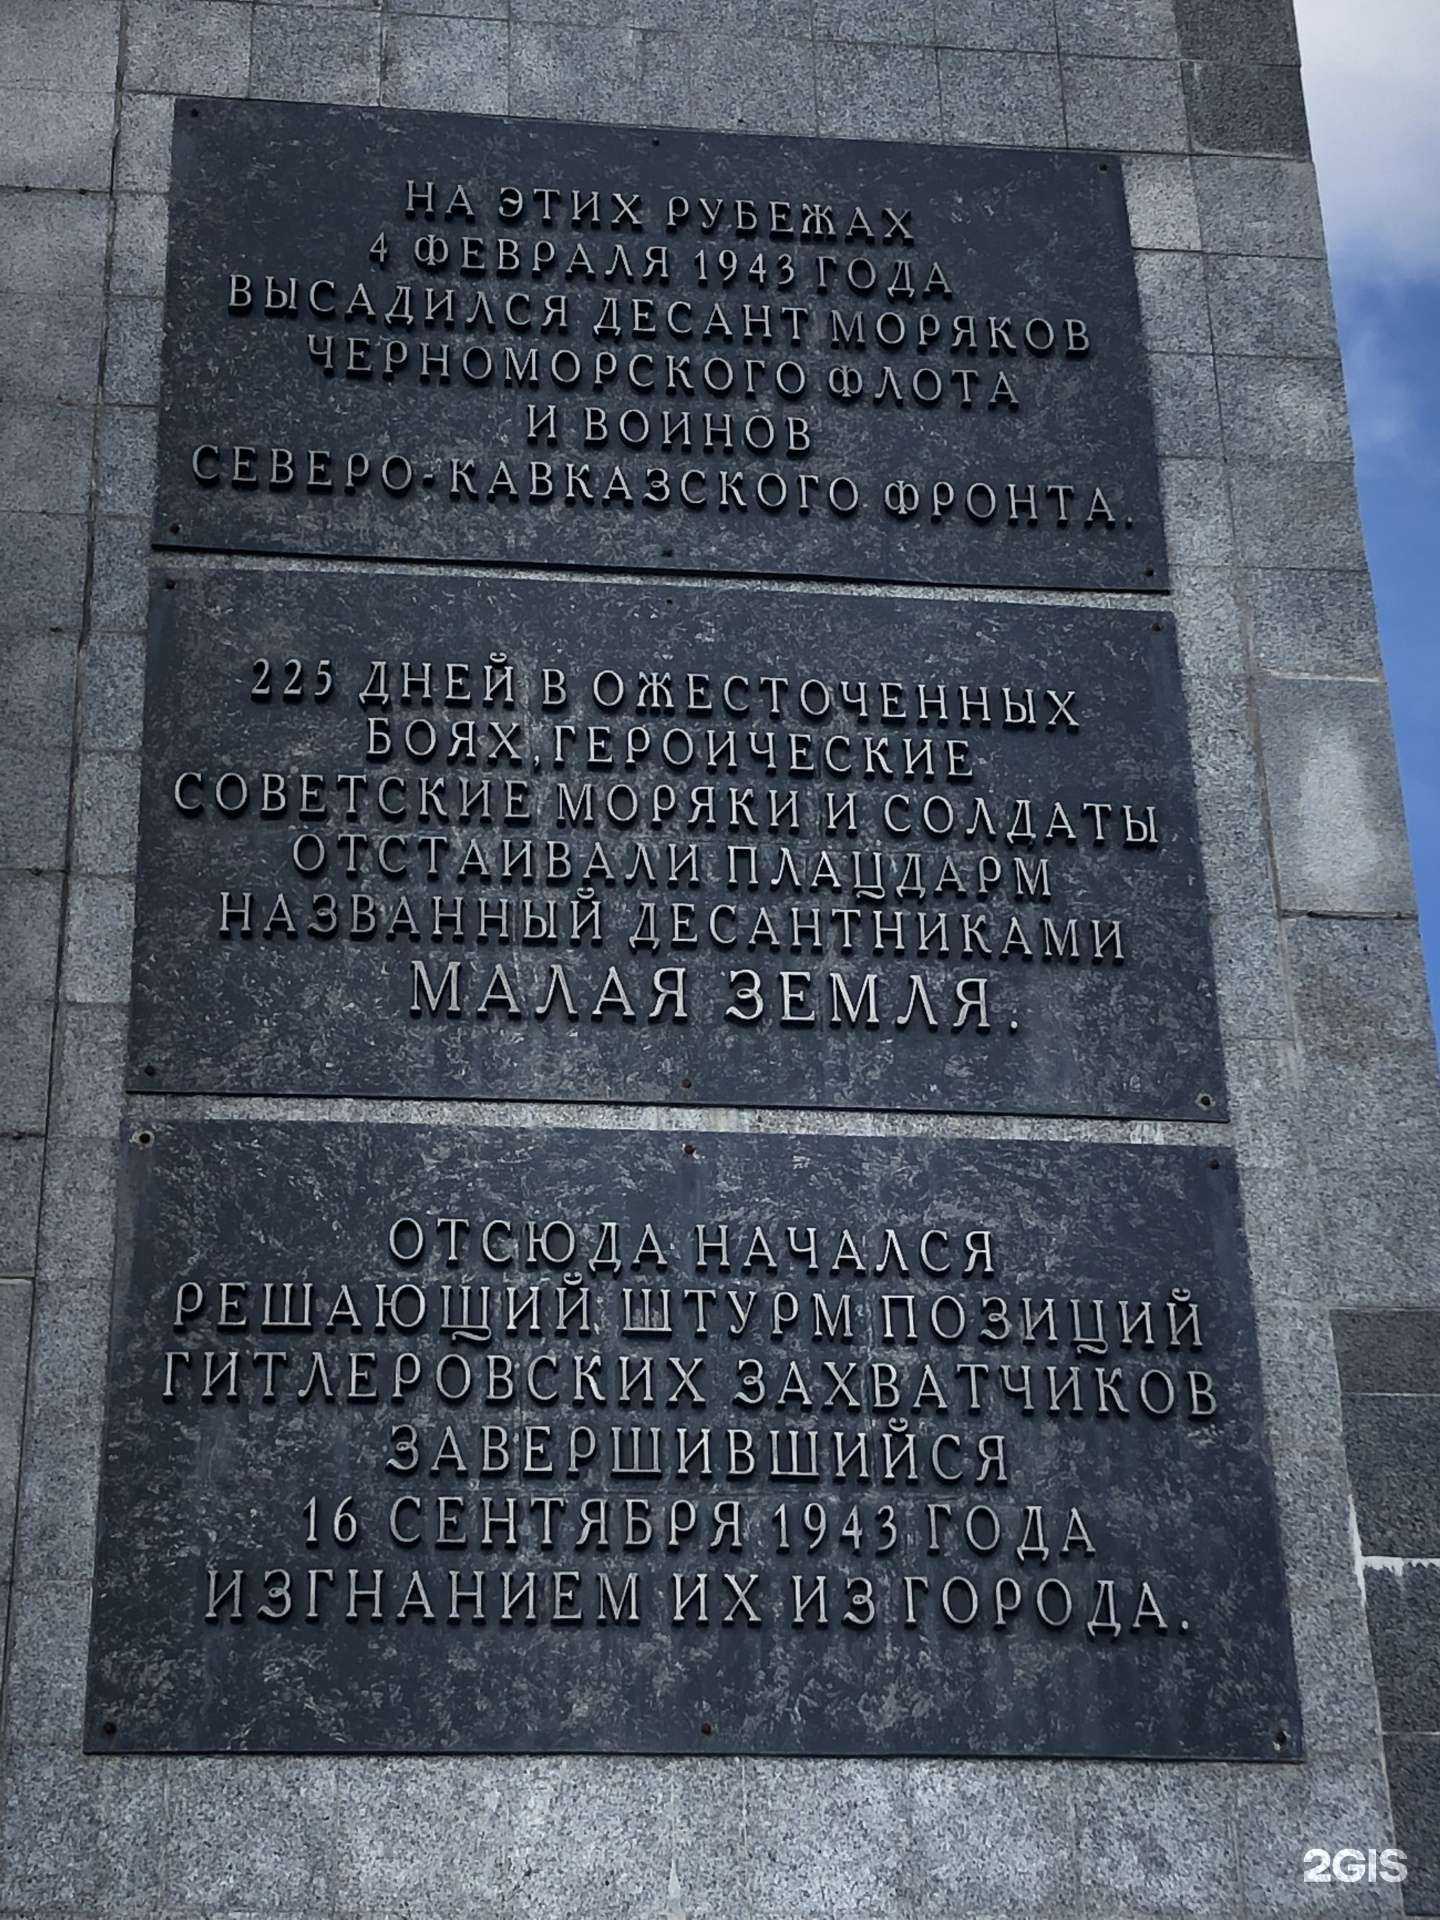 НА ЭТИХ РУБЕЖАХ
4 ФЕВРАЛЯ 1943 ГОДА
ВЫСАДИЛСЯ ДЕСАНТ МОРЯКОВ
ЧЕРНОМОРСКОГО ФЛОТА
И ВОИНОВ
СЕВЕРО-КАВКАЗСКОГО ФРОНТА.
225 ДНЕЙ В ОЖЕСТОЧЕННЫХ
БОЯХ, ГЕРОИЧЕСКИЕ
СОВЕТСКИЕ МОРЯКИ И СОЛДАТЫ
ОТСТАИВАЛИ ПЛАЦДАРМ
НАЗВАННЫЙ ДЕСАНТНИКАМИ
МАЛАЯ ЗЕМЛЯ.
ОТСЮДА НАЧАЛСЯ
РЕШАЮЩИЙ ШТУРМ ПОЗИЦИЙ
ГИТЛЕРОВСКИХ ЗАХВАТЧИКОВ
ЗАВЕРШИВШИЙСЯ
16 СЕНТЯБРЯ 1943 ГОДА
ИЗГНАНИЕМ ИХ ИЗ ГОРОДА.
2GIS